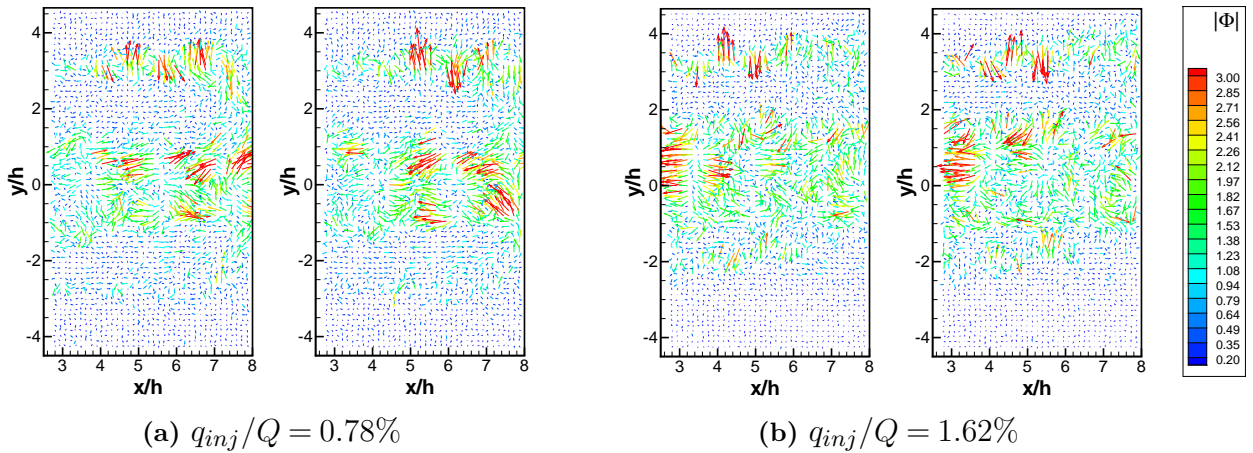 4
2
0
-2
-4
y/h
3 4 5 6 7 8
x/h
4
2
0
-2
-4
y/h
3 4 5 6 7 8
x/h
4
2
0
-2
-4
y/h
3 4 5 6 7 8
x/h
4
2
0
-2
-4
y/h
3 4 5 6 7 8
x/h
|Φ|
3.00
2.85
2.71
2.56
2.41
2.26
2.12
1.97
1.82
1.67
1.53
1.38
1.23
1.08
0.94
0.79
0.64
0.49
0.35
0.20
(a) q_{inj}/Q = 0.78%
(b) q_{inj}/Q = 1.62%